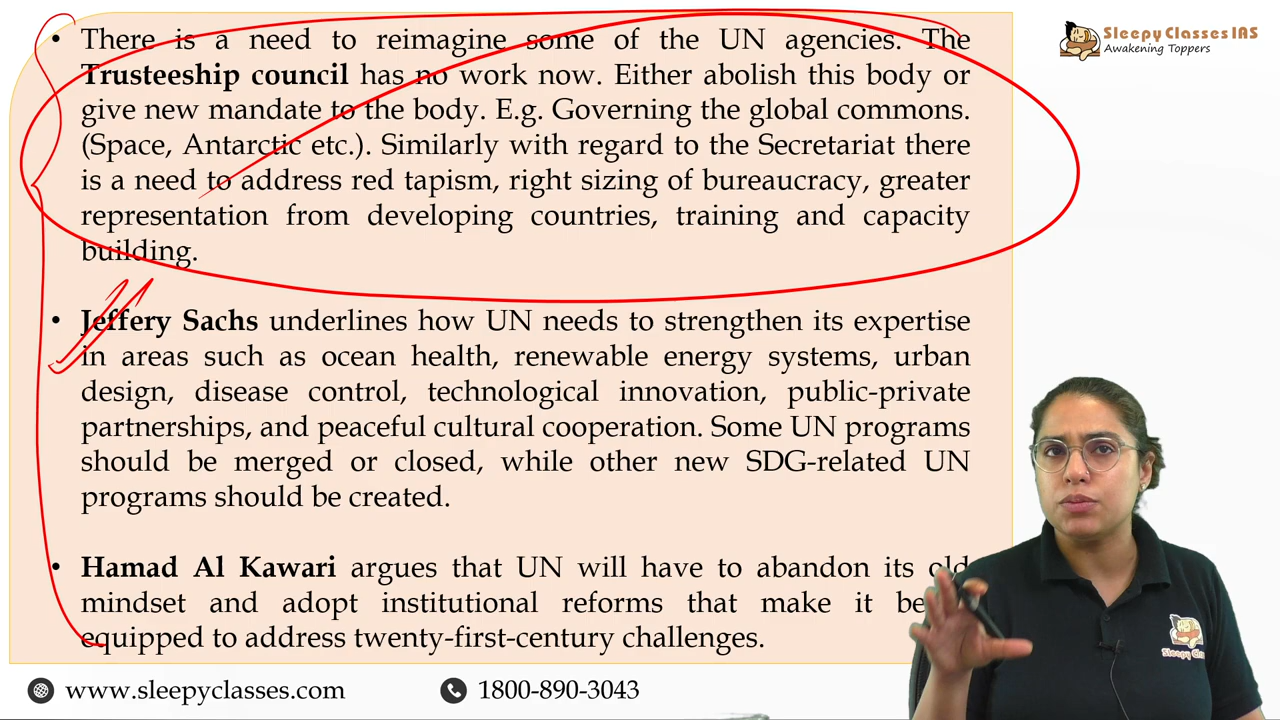 • There is a need to reimagine some of the UN agencies. The
Trusteeship council has no work now. Either abolish this body or
give new mandate to the body. E.g. Governing the global commons.
(Space, Antarctic etc.). Similarly with regard to the Secretariat there
is a need to address red tapism, right sizing of bureaucracy, greater
representation from developing countries, training and capacity
building.
• Jeffery Sachs underlines how UN needs to strengthen its expertise
in areas such as ocean health, renewable energy systems, urban
design, disease control, technological innovation, public-private
partnerships, and peaceful cultural cooperation. Some UN programs
should be merged or closed, while other new SDG-related UN
programs should be created.
• Hamad Al Kawari argues that UN will have to abandon its old
mindset and adopt institutional reforms that make it be
equipped to address twenty-first-century challenges.
Sleepy Classes IAS
Awakening Toppers
www.sleepyclasses.com
1800-890-3043
Sleepy Cl